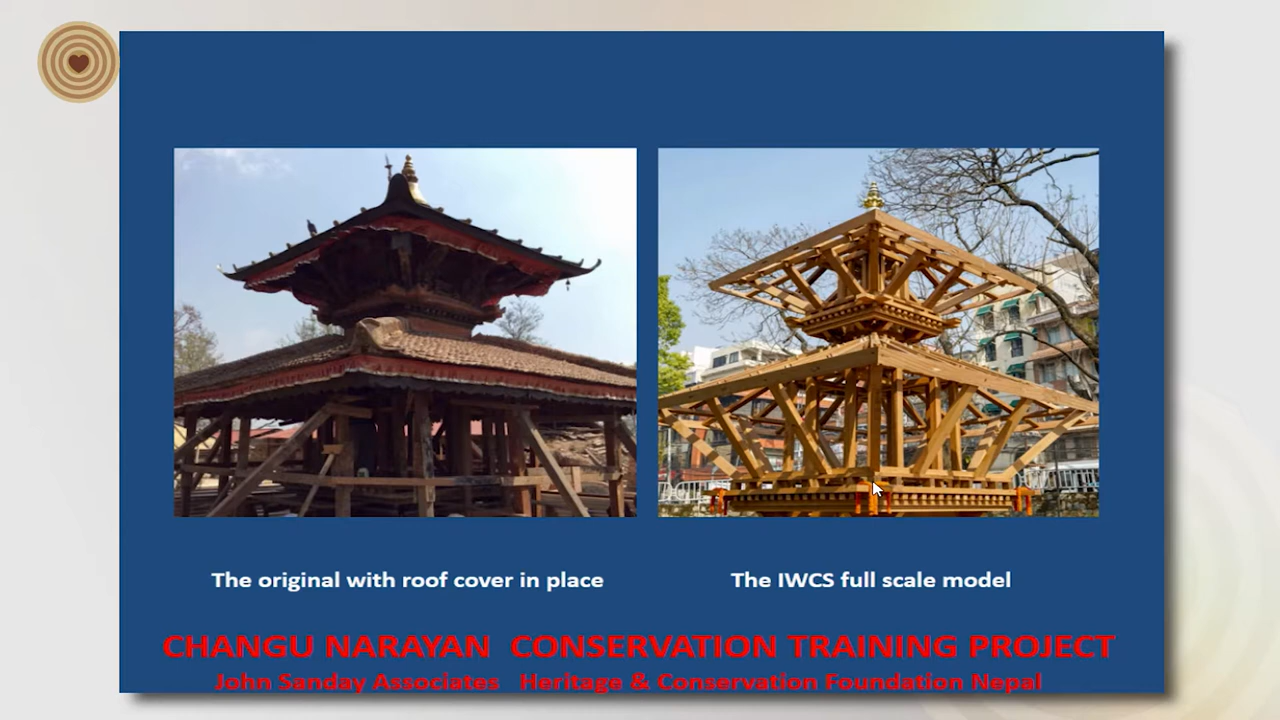 The original with roof cover in place
The IWCS full scale model
CHANGU NARAYAN CONSERVATION TRAINING PROJECT
John Sanday Associates Heritage & Conservation Foundation Nepal